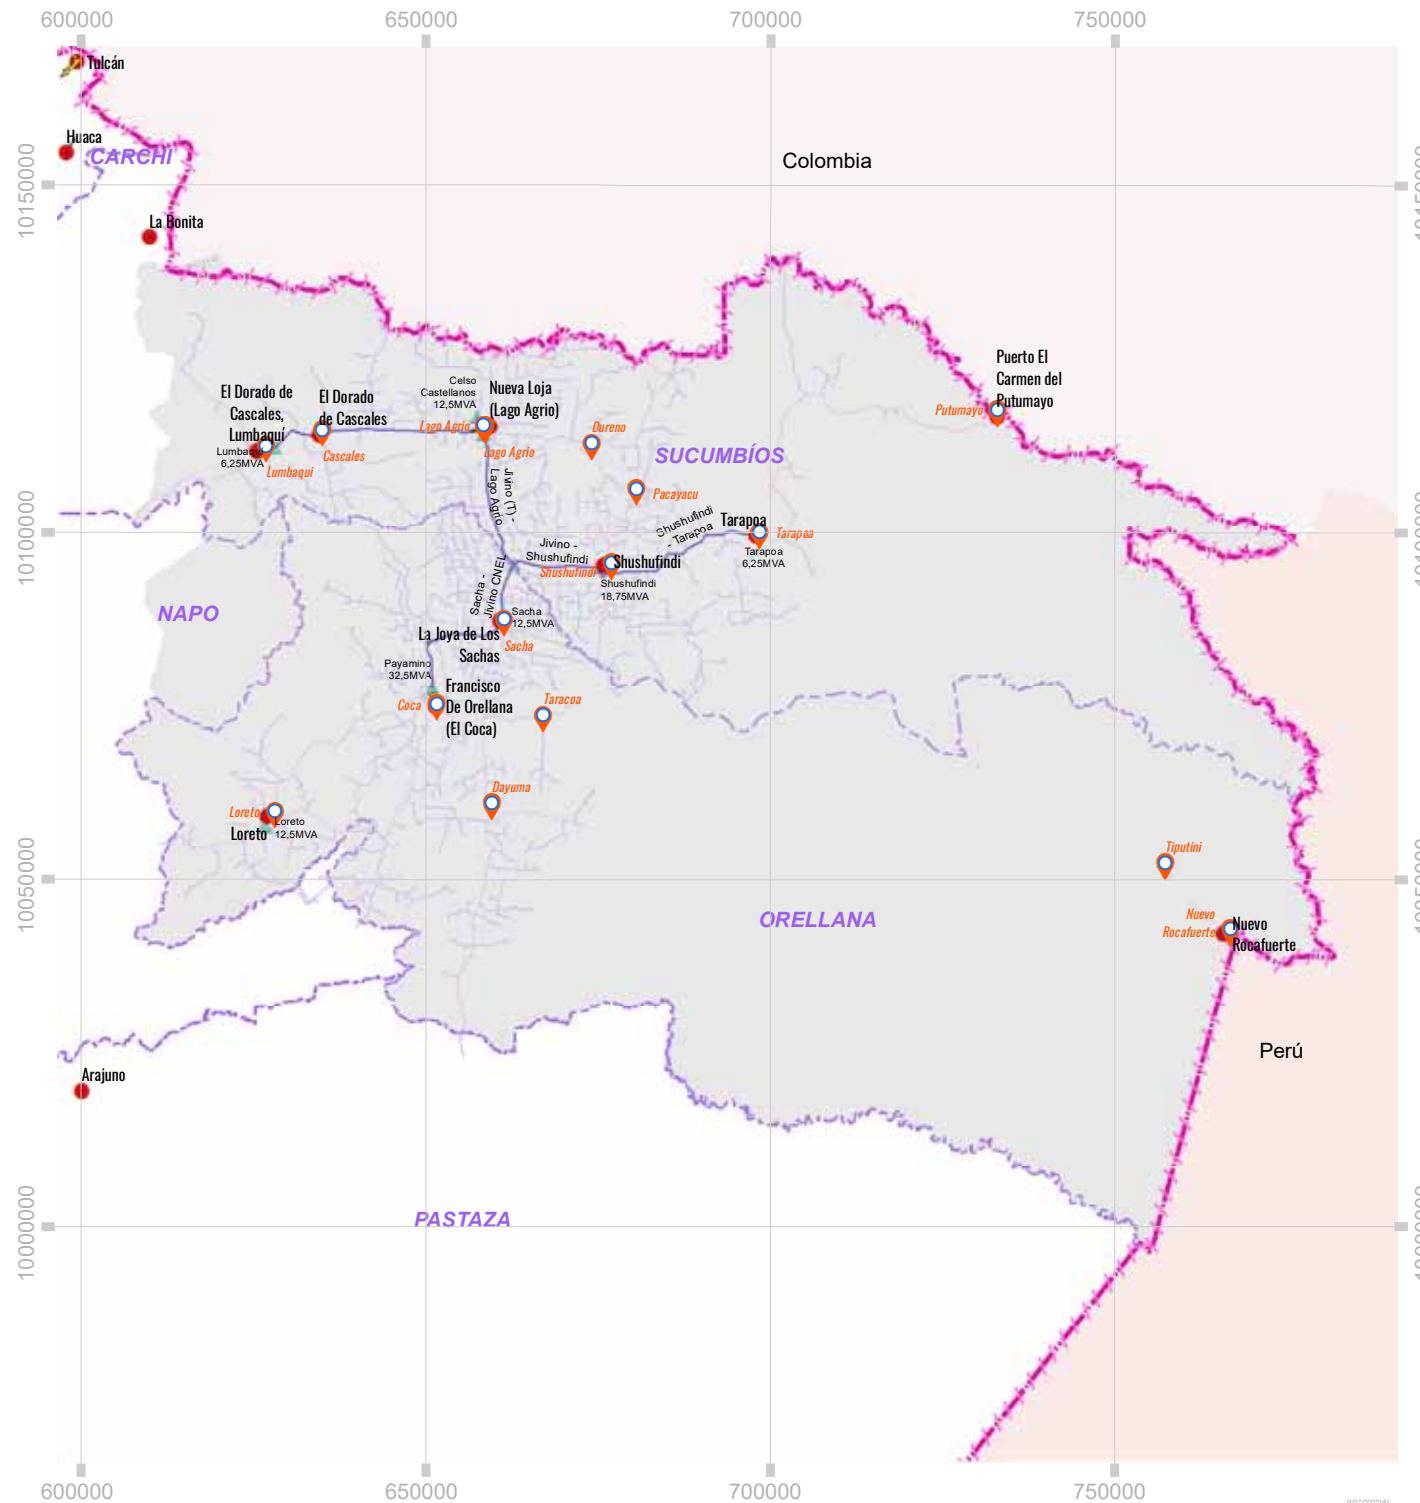 600000
650000
700000
750000
Tulcán
Huaca
CARCHI
Colombia
10150000
La Bonita
Puerto El
Carmen del
Putumayo
Putumayo
El Dorado de
Cascales,
Lumbaquí
Lumbaquí
6,25MVA
Lumbaqui
El Dorado
de Cascales
Cascales
Celso
Castellanos
12,5MVA
Nueva Loja
(Lago Agrio)
Lago Agrio
Lago Agrio
Dureno
SUCUMBÍOS
Pacayacu
Jivino (T) -
Lago Agrio
Shushufindi
- Tarapoa
Tarapoa
Tarapoa
Tarapoa
6,25MVA
10100000
Jivino -
Shushufindi
Shushufindi
Shushufindi
Shushufindi
18,75MVA
Sacha -
Jivino CNEL
NAPO
Sacha
12,5MVA
La Joya de Los
Sachas
Sacha
Payamino
32,5MVA
Francisco
De Orellana
(El Coca)
Coca
Taracoa
Dayuma
Loreto
Loreto
12,5MVA
Loreto
Tiputini
10050000
ORELLANA
Nuevo
Rocafuerte
Nuevo
Rocafuerte
Perú
Arajuno
PASTAZA
10000000
600000
650000
700000
750000